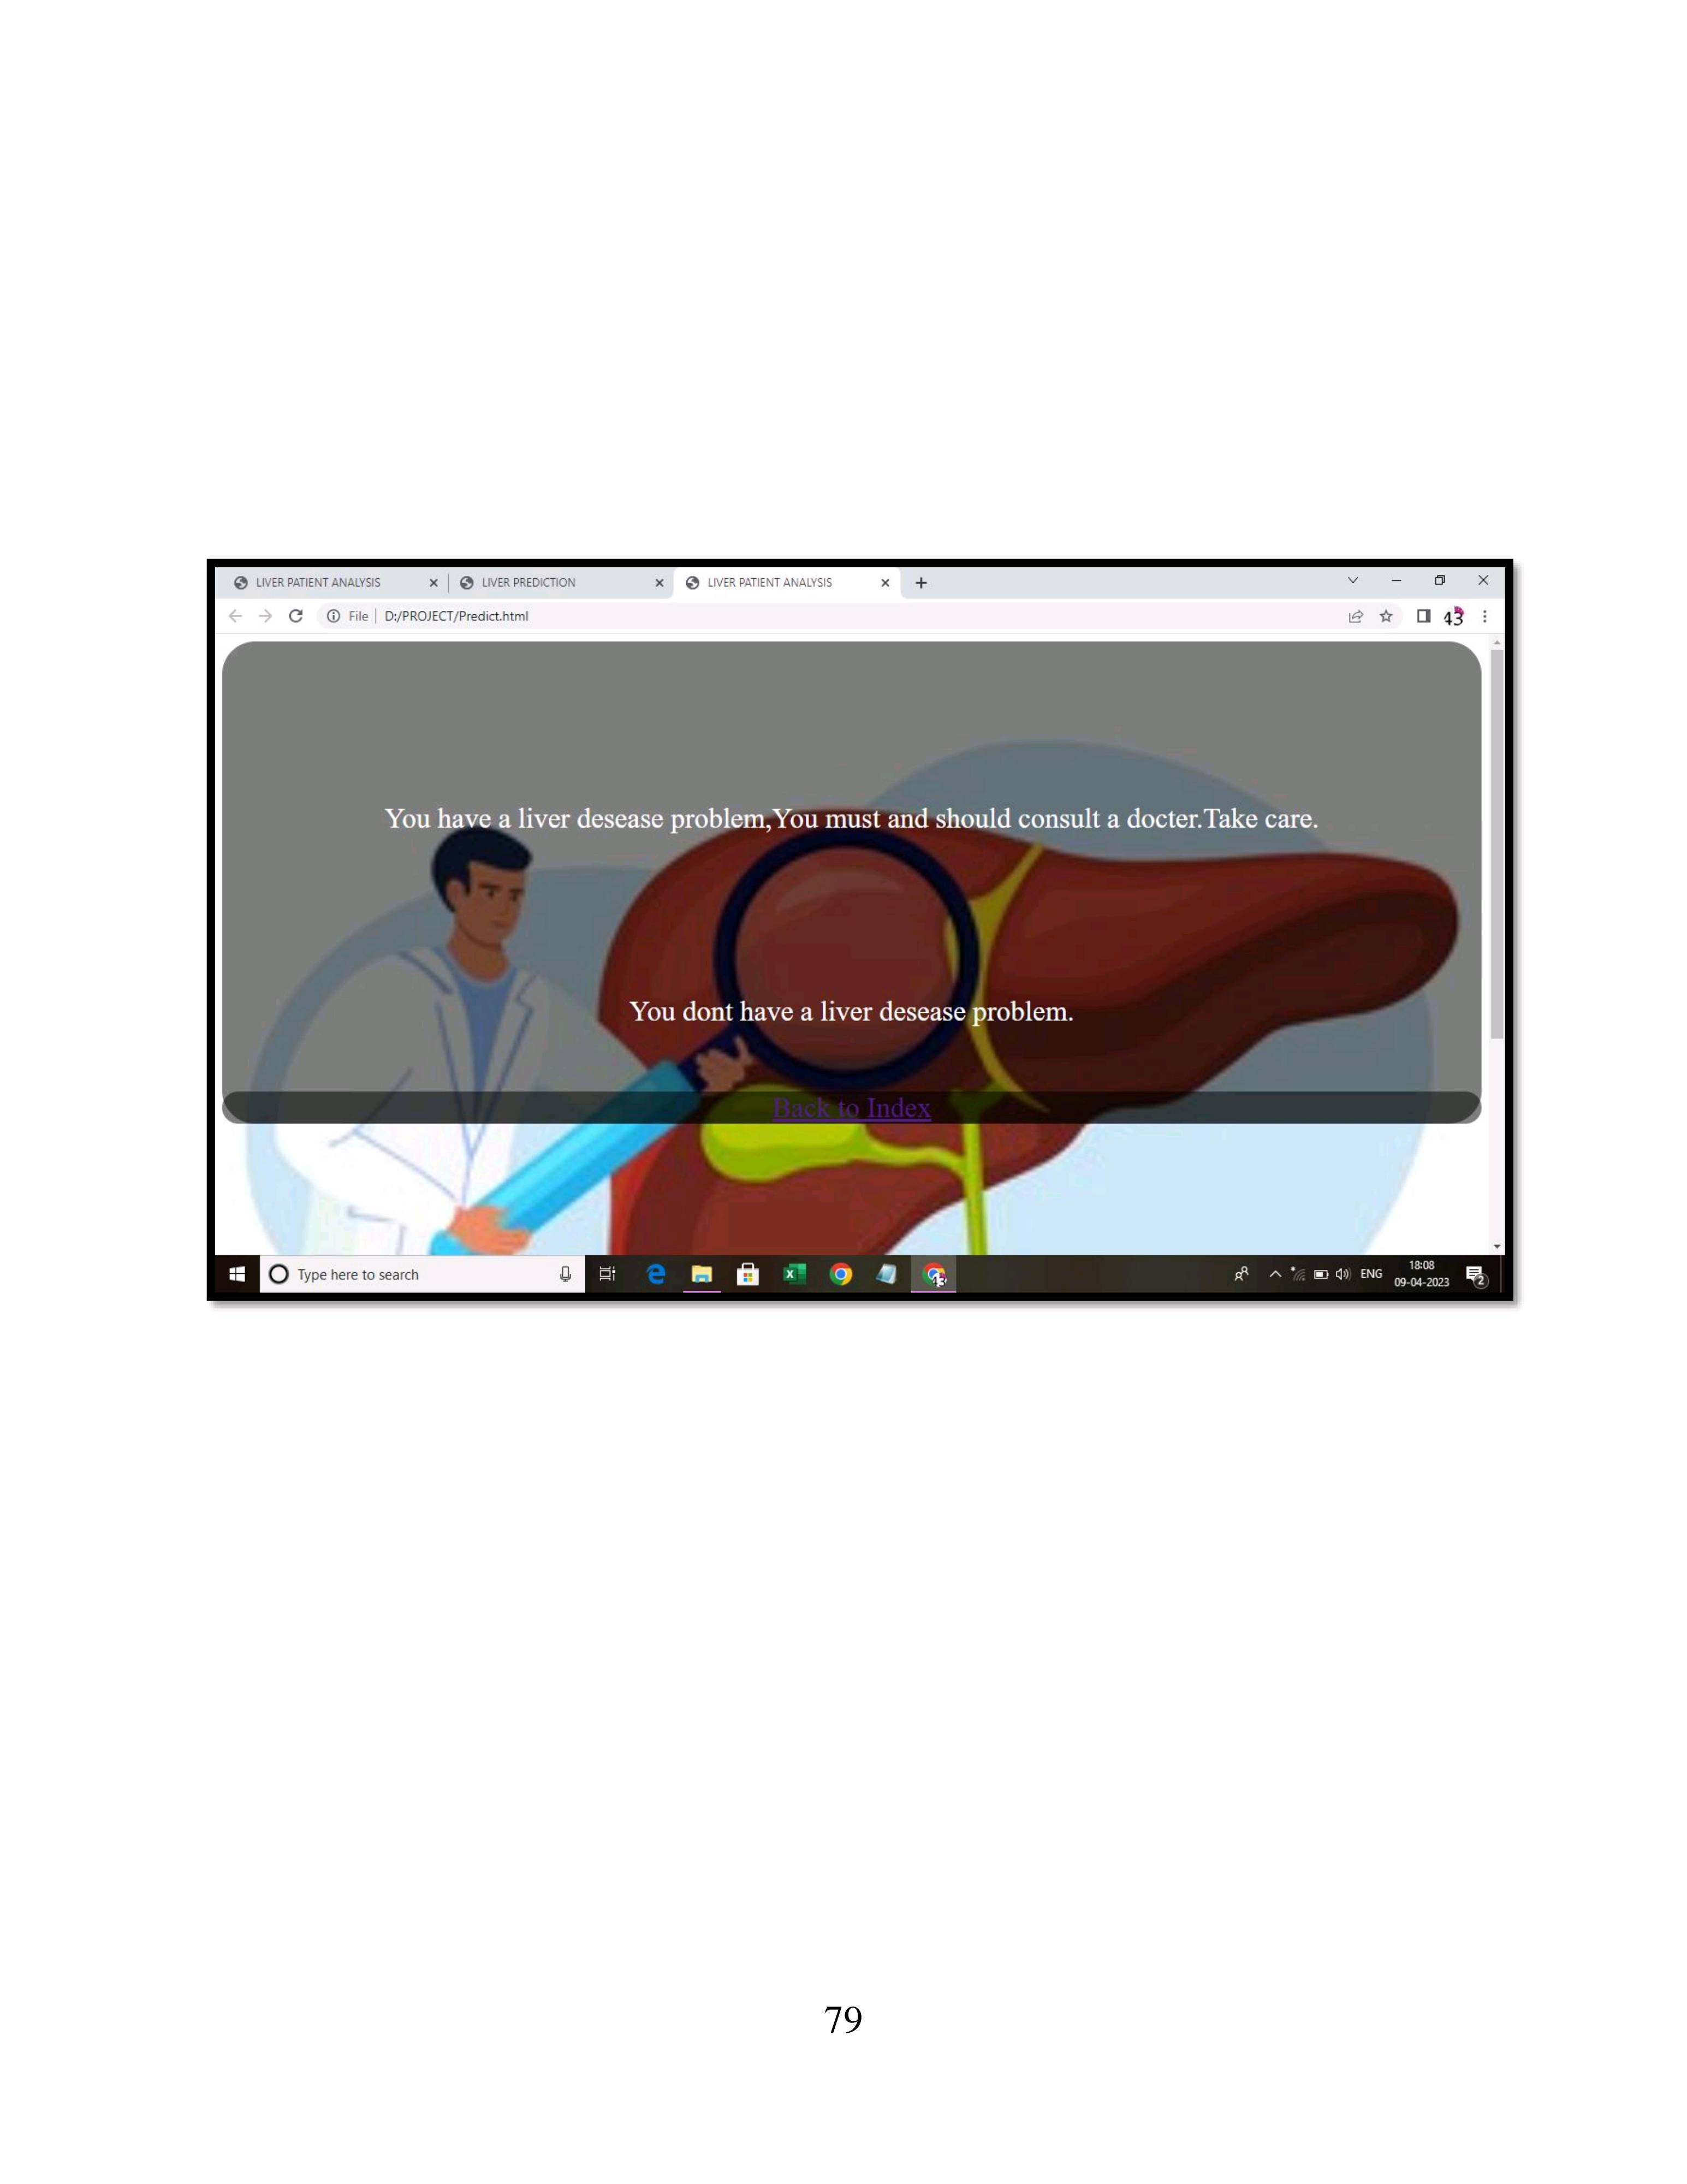 LIVER PATIENT ANALYSIS
LIVER PREDICTION
LIVER PATIENT ANALYSIS
File | D:/PROJECT/Predict.html
43
You have a liver desease problem,You must and should consult a docter.Take care.
You dont have a liver desease problem.
Back to Index
Type here to search
ENG
18:08
09-04-2023
2
79